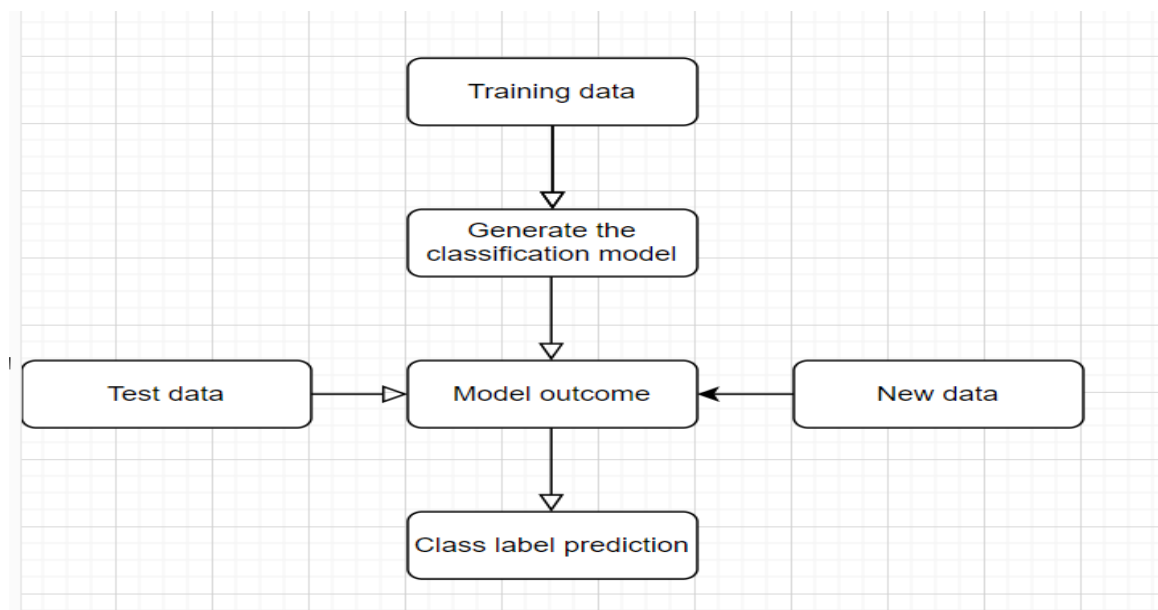 Training data
Generate the
classification model
Test data
Model outcome
New data
Class label prediction